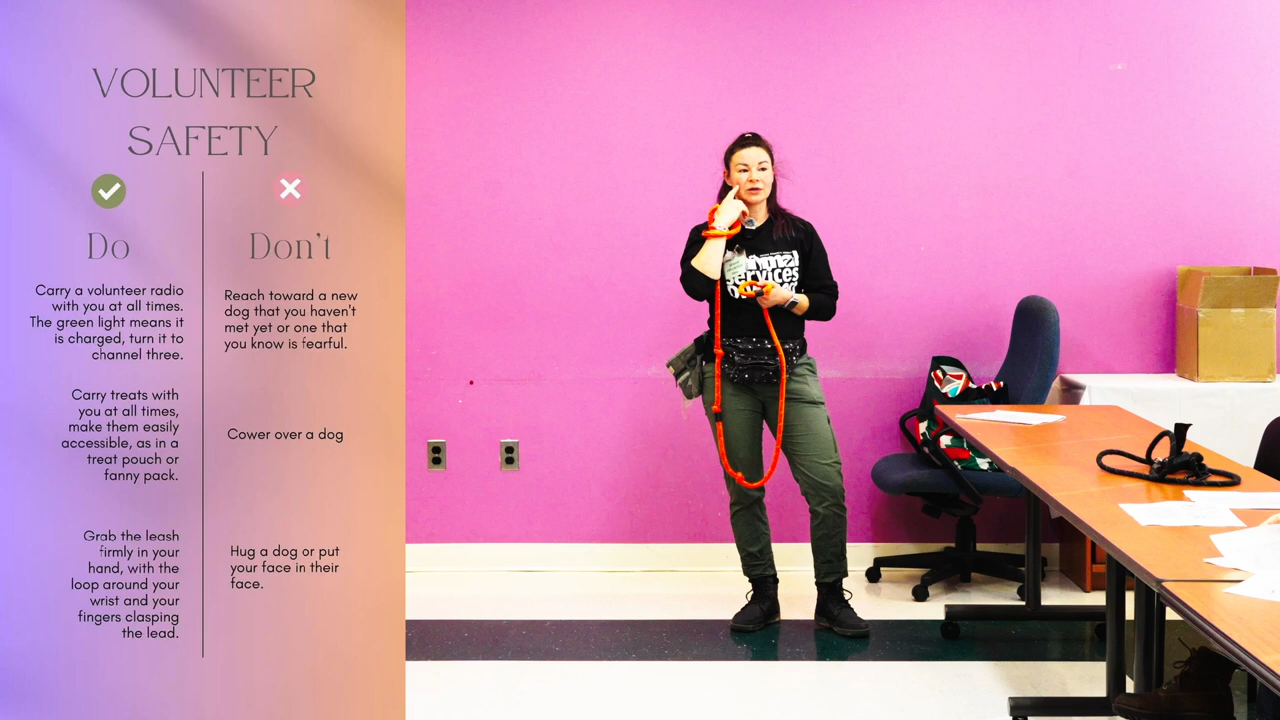 VOLUNTEER
SAFETY
Do
Carry a volunteer radio
with you at all times.
The green light means it
is charged, turn it to
channel three.
Carry treats with
you at all times,
make them easily
accessible, as in a
treat pouch or
fanny pack.
Grab the leash
firmly in your
hand, with the
loop around your
wrist and your
fingers clasping
the lead.
Don't
Reach toward a new
dog that you haven't
met yet or one that
you know is fearful.
Cower over a dog
Hug a dog or put
your face in their
face.
Services